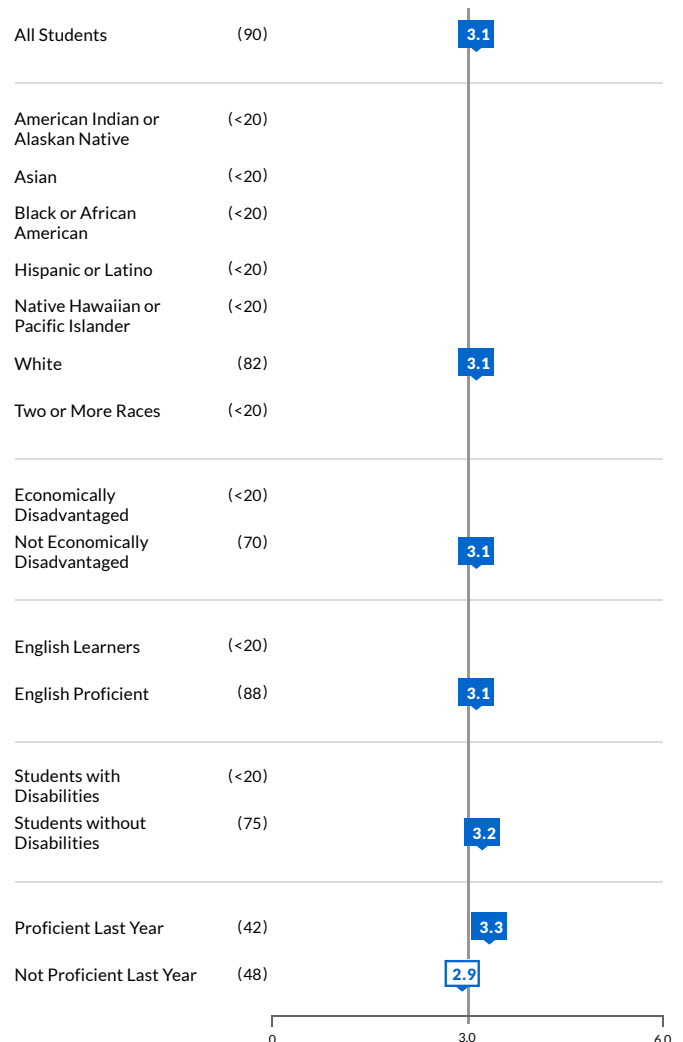 All Students (90) 3.1
American Indian or (<20)
Alaskan Native
Asian (<20)
Black or African (<20)
American
Hispanic or Latino (<20)
Native Hawaiian or (<20)
Pacific Islander
White (82) 3.1
Two or More Races (<20)
Economically (<20)
Disadvantaged
Not Economically (70) 3.1
Disadvantaged
English Learners (<20)
English Proficient (88) 3.1
Students with (<20)
Disabilities
Students without (75) 3.2
Disabilities
Proficient Last Year (42) 3.3
Not Proficient Last Year (48) 2.9
0 3.0 6.0